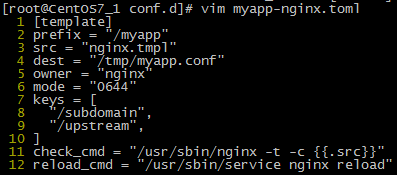 [root@CentOS7_1 conf.d]# vim myapp-nginx.toml
1 [template]
2 prefix = "/myapp"
3 src = "nginx.tmpl"
4 dest = "/tmp/myapp.conf"
5 owner = "nginx"
6 mode = "0644"
7 keys = [
8   "/subdomain",
9   "/upstream",
10 ]
11 check_cmd = "/usr/sbin/nginx -t -c {{.src}}"
12 reload_cmd = "/usr/sbin/service nginx reload"